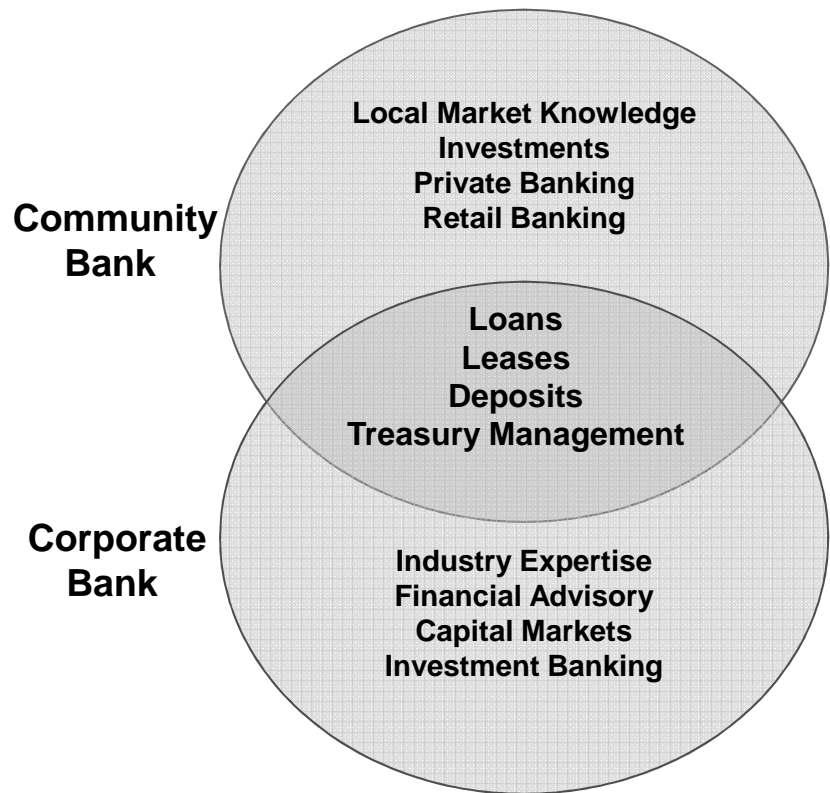 Local Market Knowledge
Investments
Private Banking
Retail Banking
Community
Bank
Loans
Leases
Deposits
Treasury Management
Corporate
Bank
Industry Expertise
Financial Advisory
Capital Markets
Investment Banking